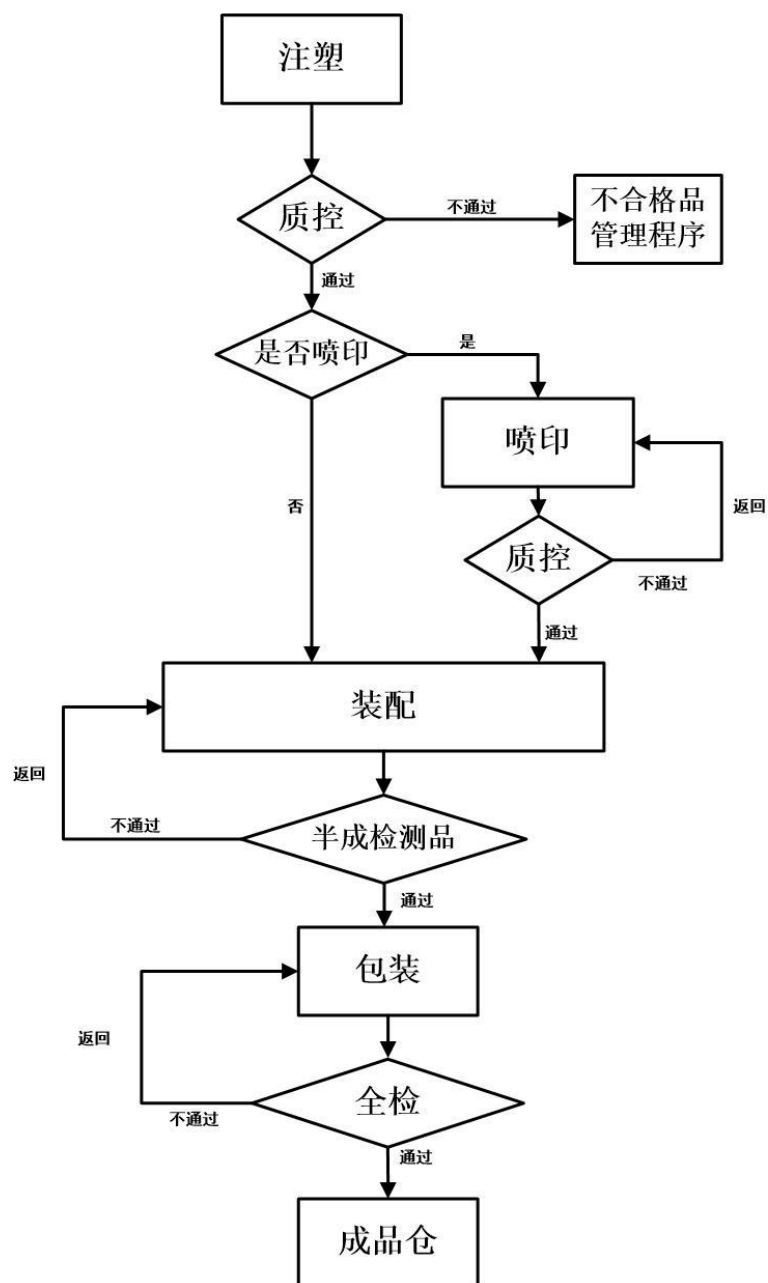 注塑
质控
不通过
不合格品
管理程序
通过
是否喷印
是
喷印
否
返回
质控
不通过
通过
装配
返回
不通过
半成检测品
通过
包装
返回
全检
不通过
通过
成品仓